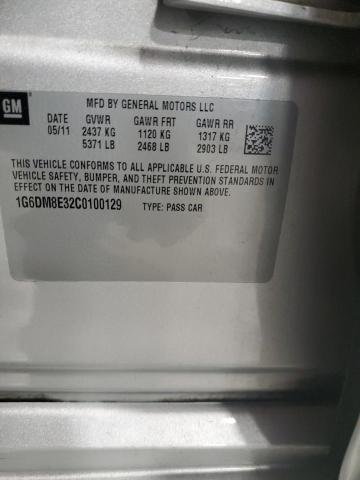 GM
MFD BY GENERAL MOTORS LLC
DATE GVWR GAWR FRT GAWR RR
05/11 2437 KG 1120 KG 1317 KG
5371 LB 2468 LB 2903 LB
THIS VEHICLE CONFORMS TO ALL APPLICABLE U.S. FEDERAL MOTOR
VEHICLE SAFETY, BUMPER, AND THEFT PREVENTION STANDARDS IN
EFFECT ON THE DATE OF MANUFACTURE SHOWN ABOVE.
1G6DM8E32C0100129 TYPE: PASS CAR